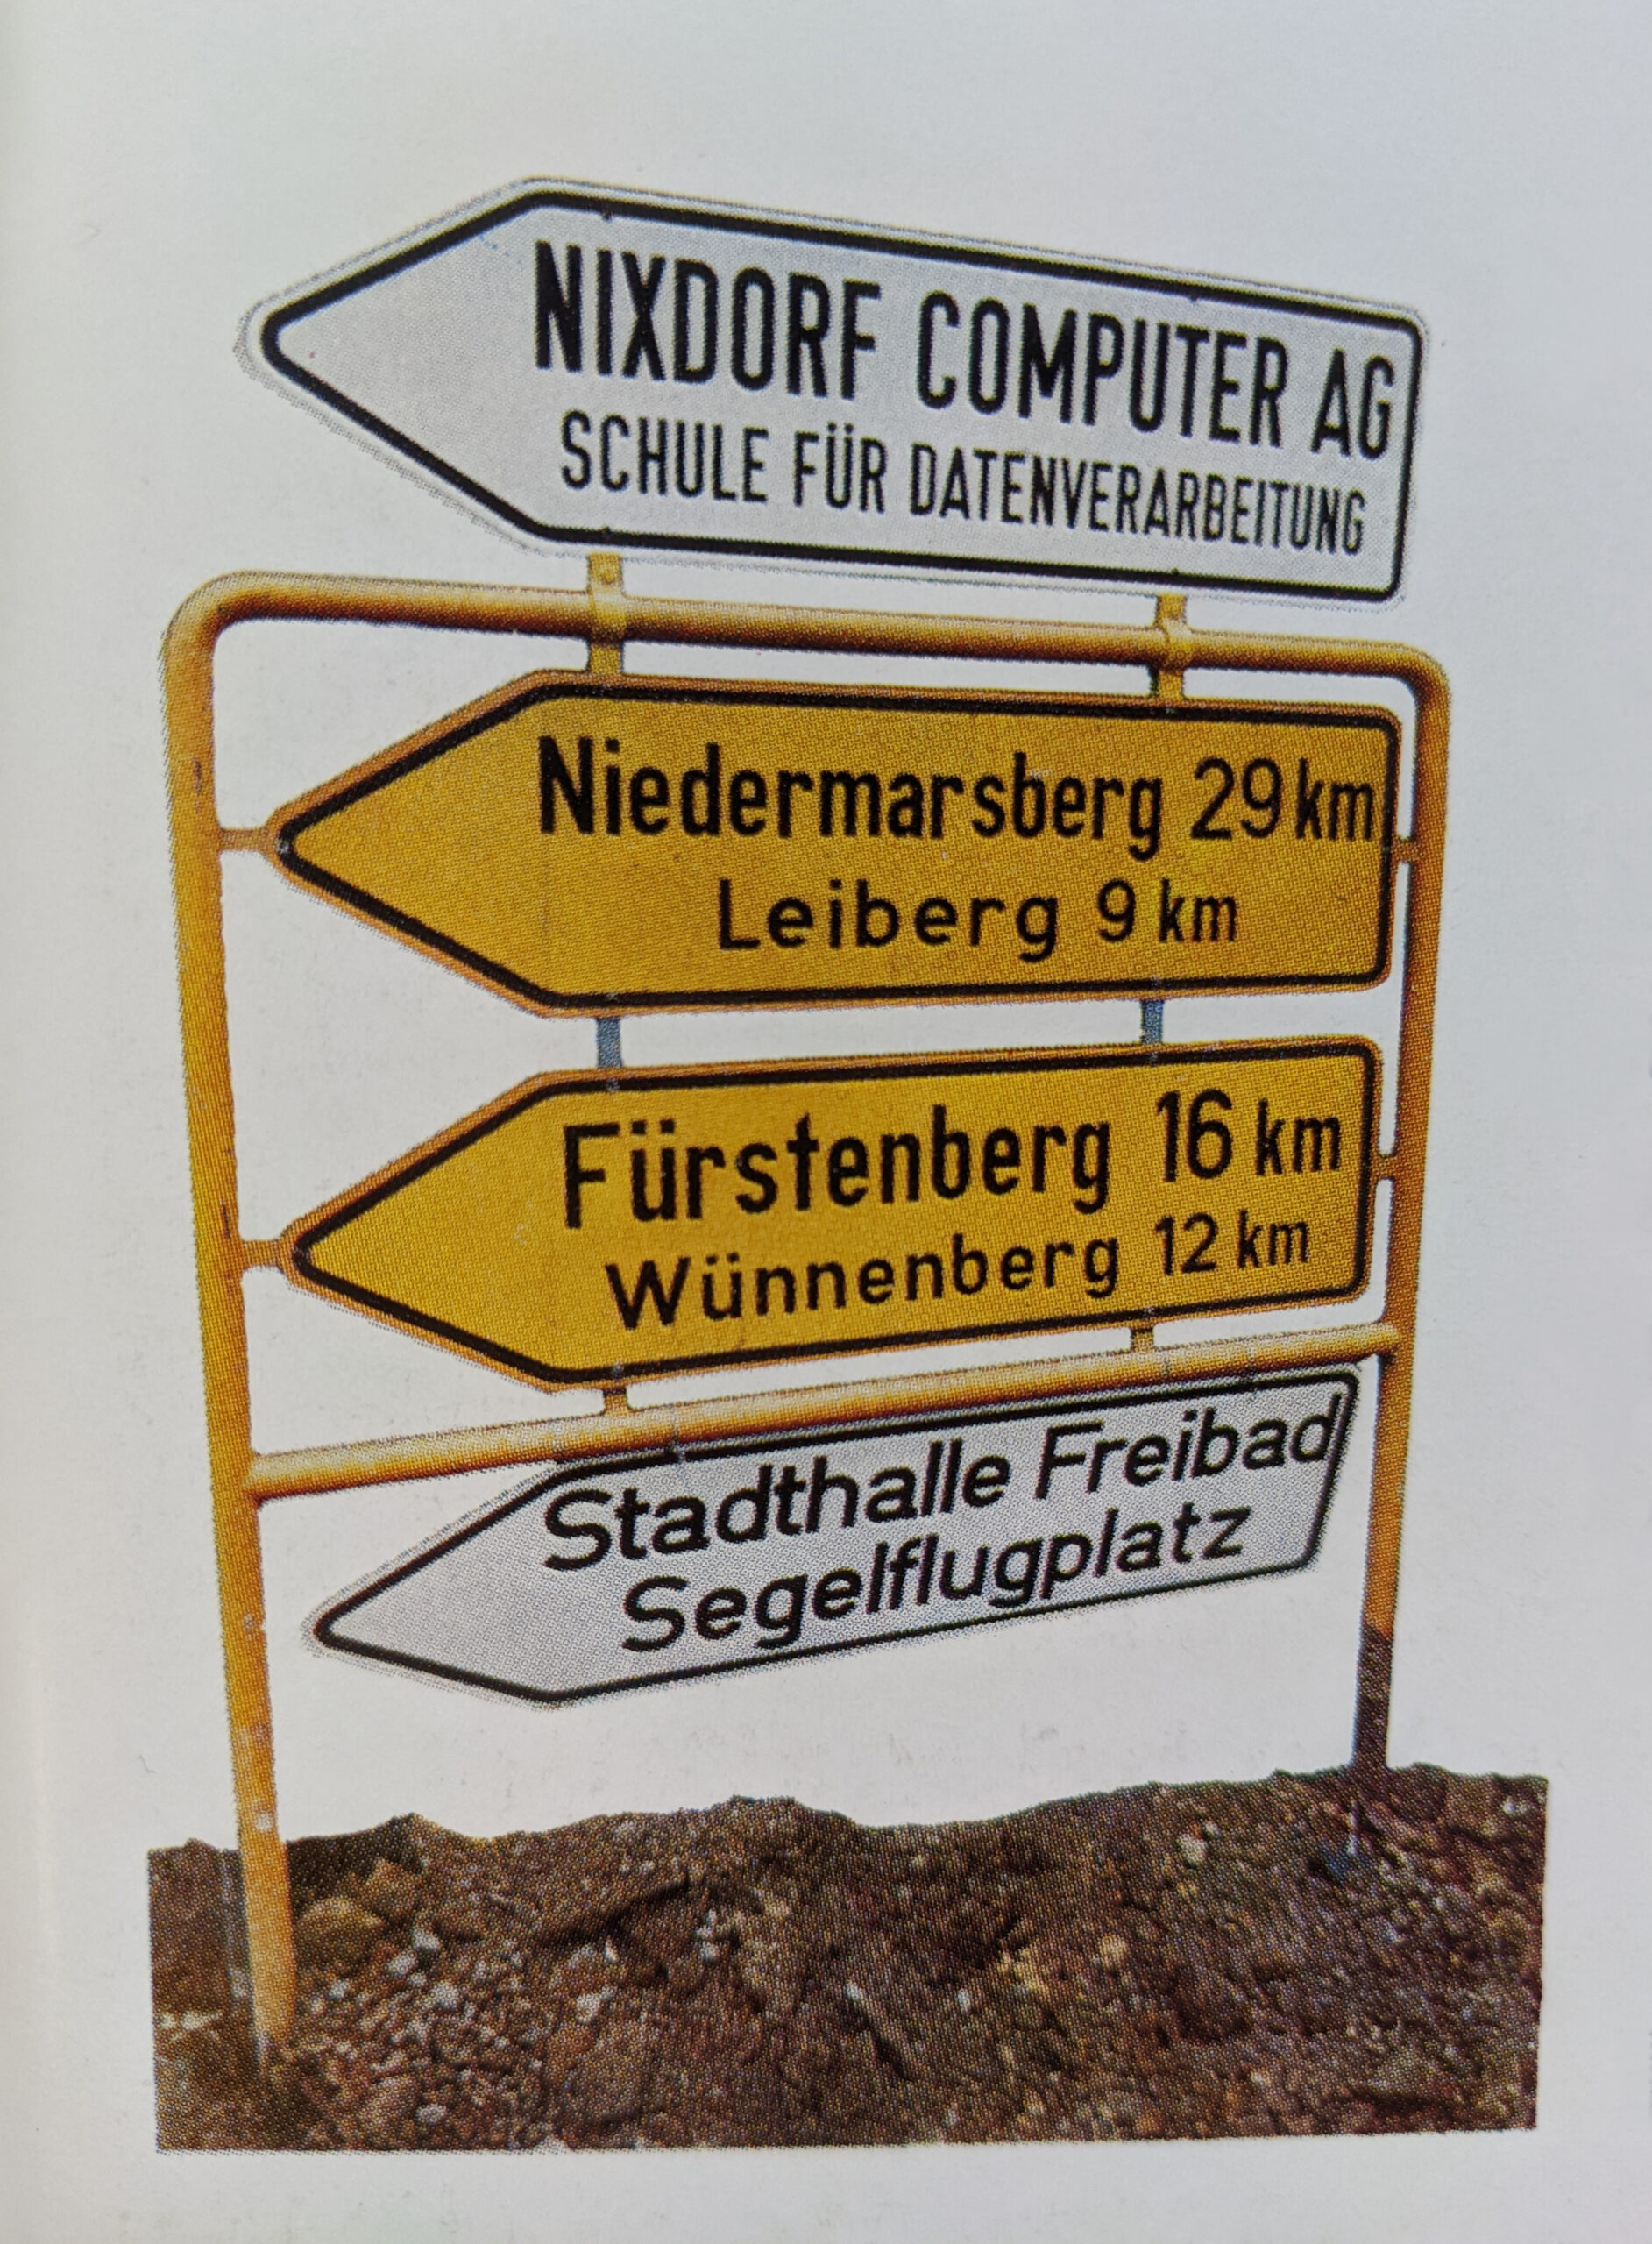 NIXDORF COMPUTER AG
SCHULE FÜR DATENVERARBEITUNG
Niedermarsberg 29 km
Leiberg 9 km
Fürstenberg 16 km
Wünnenberg 12 km
Stadthalle Freibad
Segelflugplatz